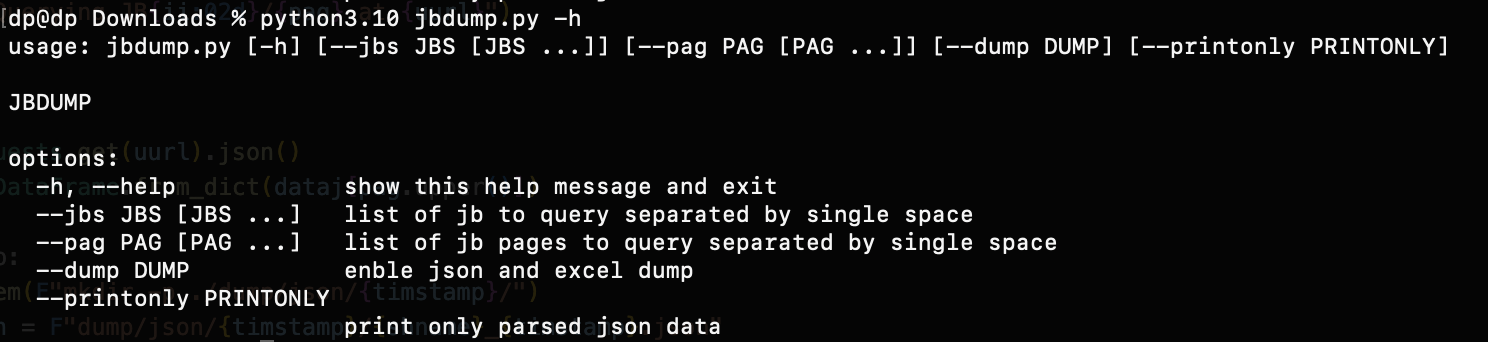 dp@dp Downloads % python3.10 jbdump.py -h
usage: jbdump.py [-h] [--jbs JBS [JBS ...]] [--pag PAG [PAG ...]] [--dump DUMP] [--printonly PRINTONLY]
JBDUMP
options:
-h, --help show this help message and exit
--jbs JBS [JBS ...] list of jb to query separated by single space
--pag PAG [PAG ...] list of jb pages to query separated by single space
--dump DUMP enble json and excel dump
--printonly PRINTONLY
print only parsed json data